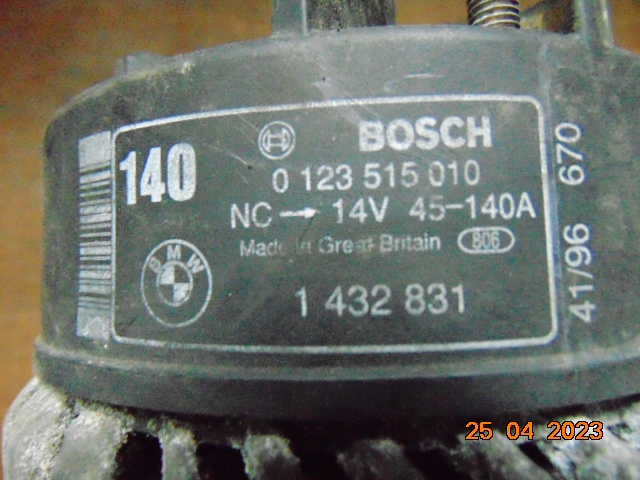 140
BOSCH
0 123 515 010
NC→ 14V 45-140A
Made in Great Britain 806
BMW
1 432 831
41/96 670
25 04 2023